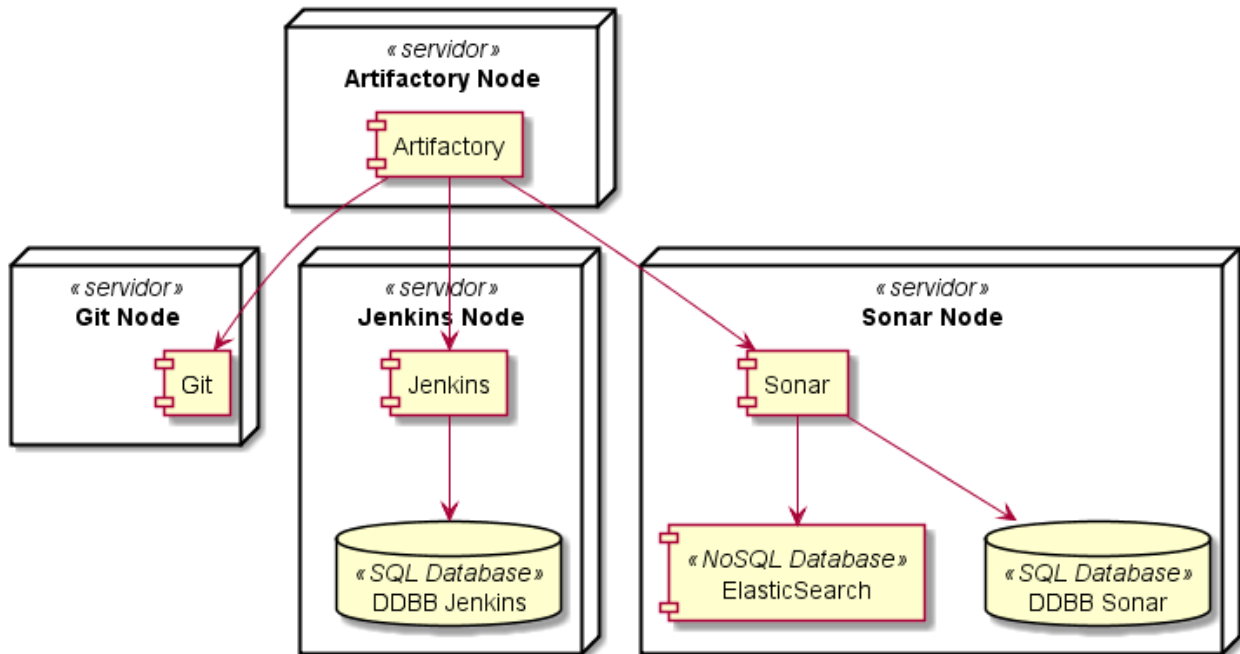 «servidor»
Artifactory Node
Artifactory
«servidor»
Git Node
Git
«servidor»
Jenkins Node
Jenkins
«SQL Database»
DDBB Jenkins
«servidor»
Sonar Node
Sonar
«NoSQL Database»
ElasticSearch
«SQL Database»
DDBB Sonar